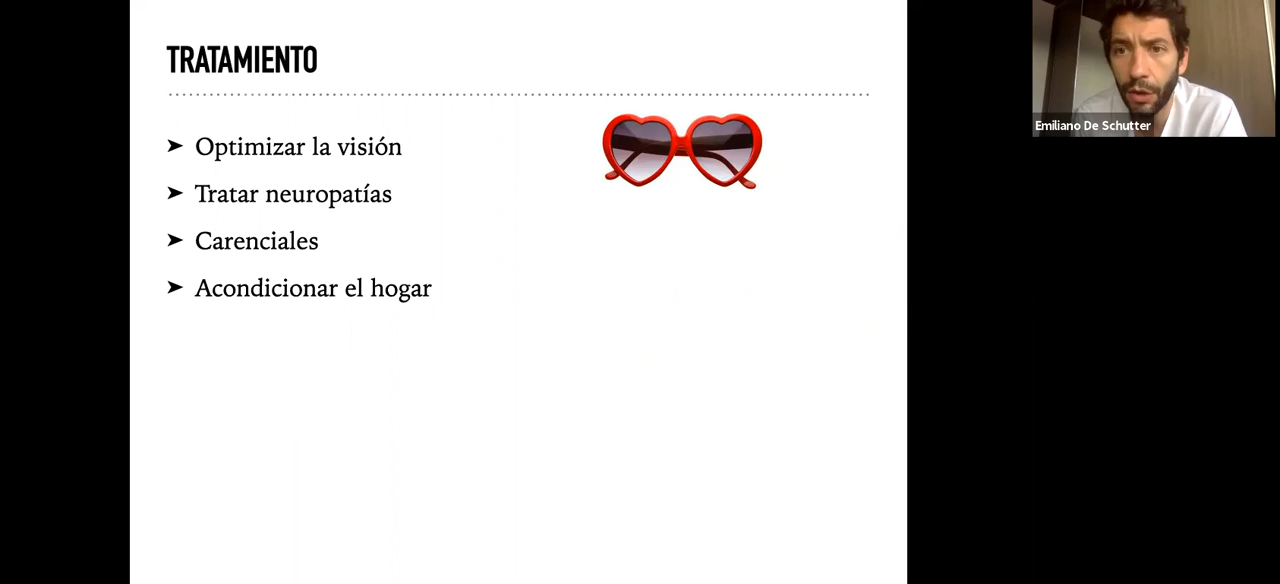 TRATAMIENTO
➤ Optimizar la visión
➤ Tratar neuropatías
➤ Carenciales
➤ Acondicionar el hogar
Emiliano De Schutter